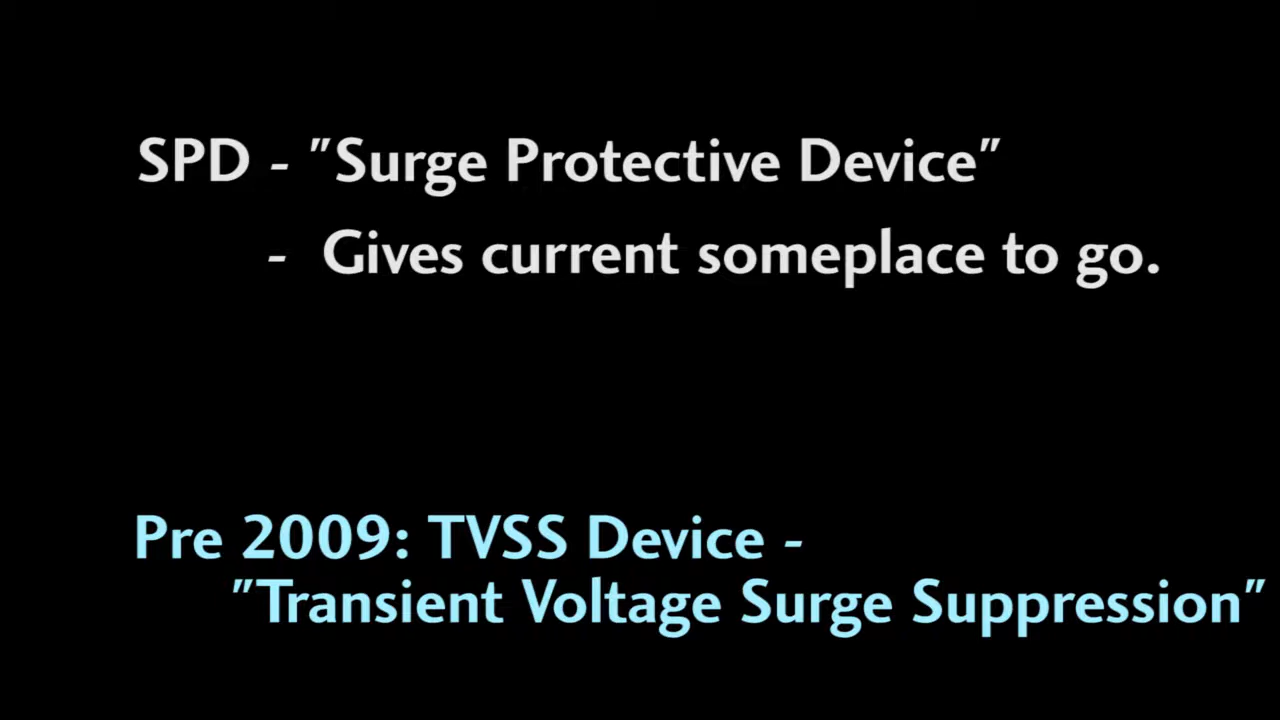 SPD - "Surge Protective Device"
- Gives current someplace to go.
Pre 2009: TVSS Device -
"Transient Voltage Surge Suppression"